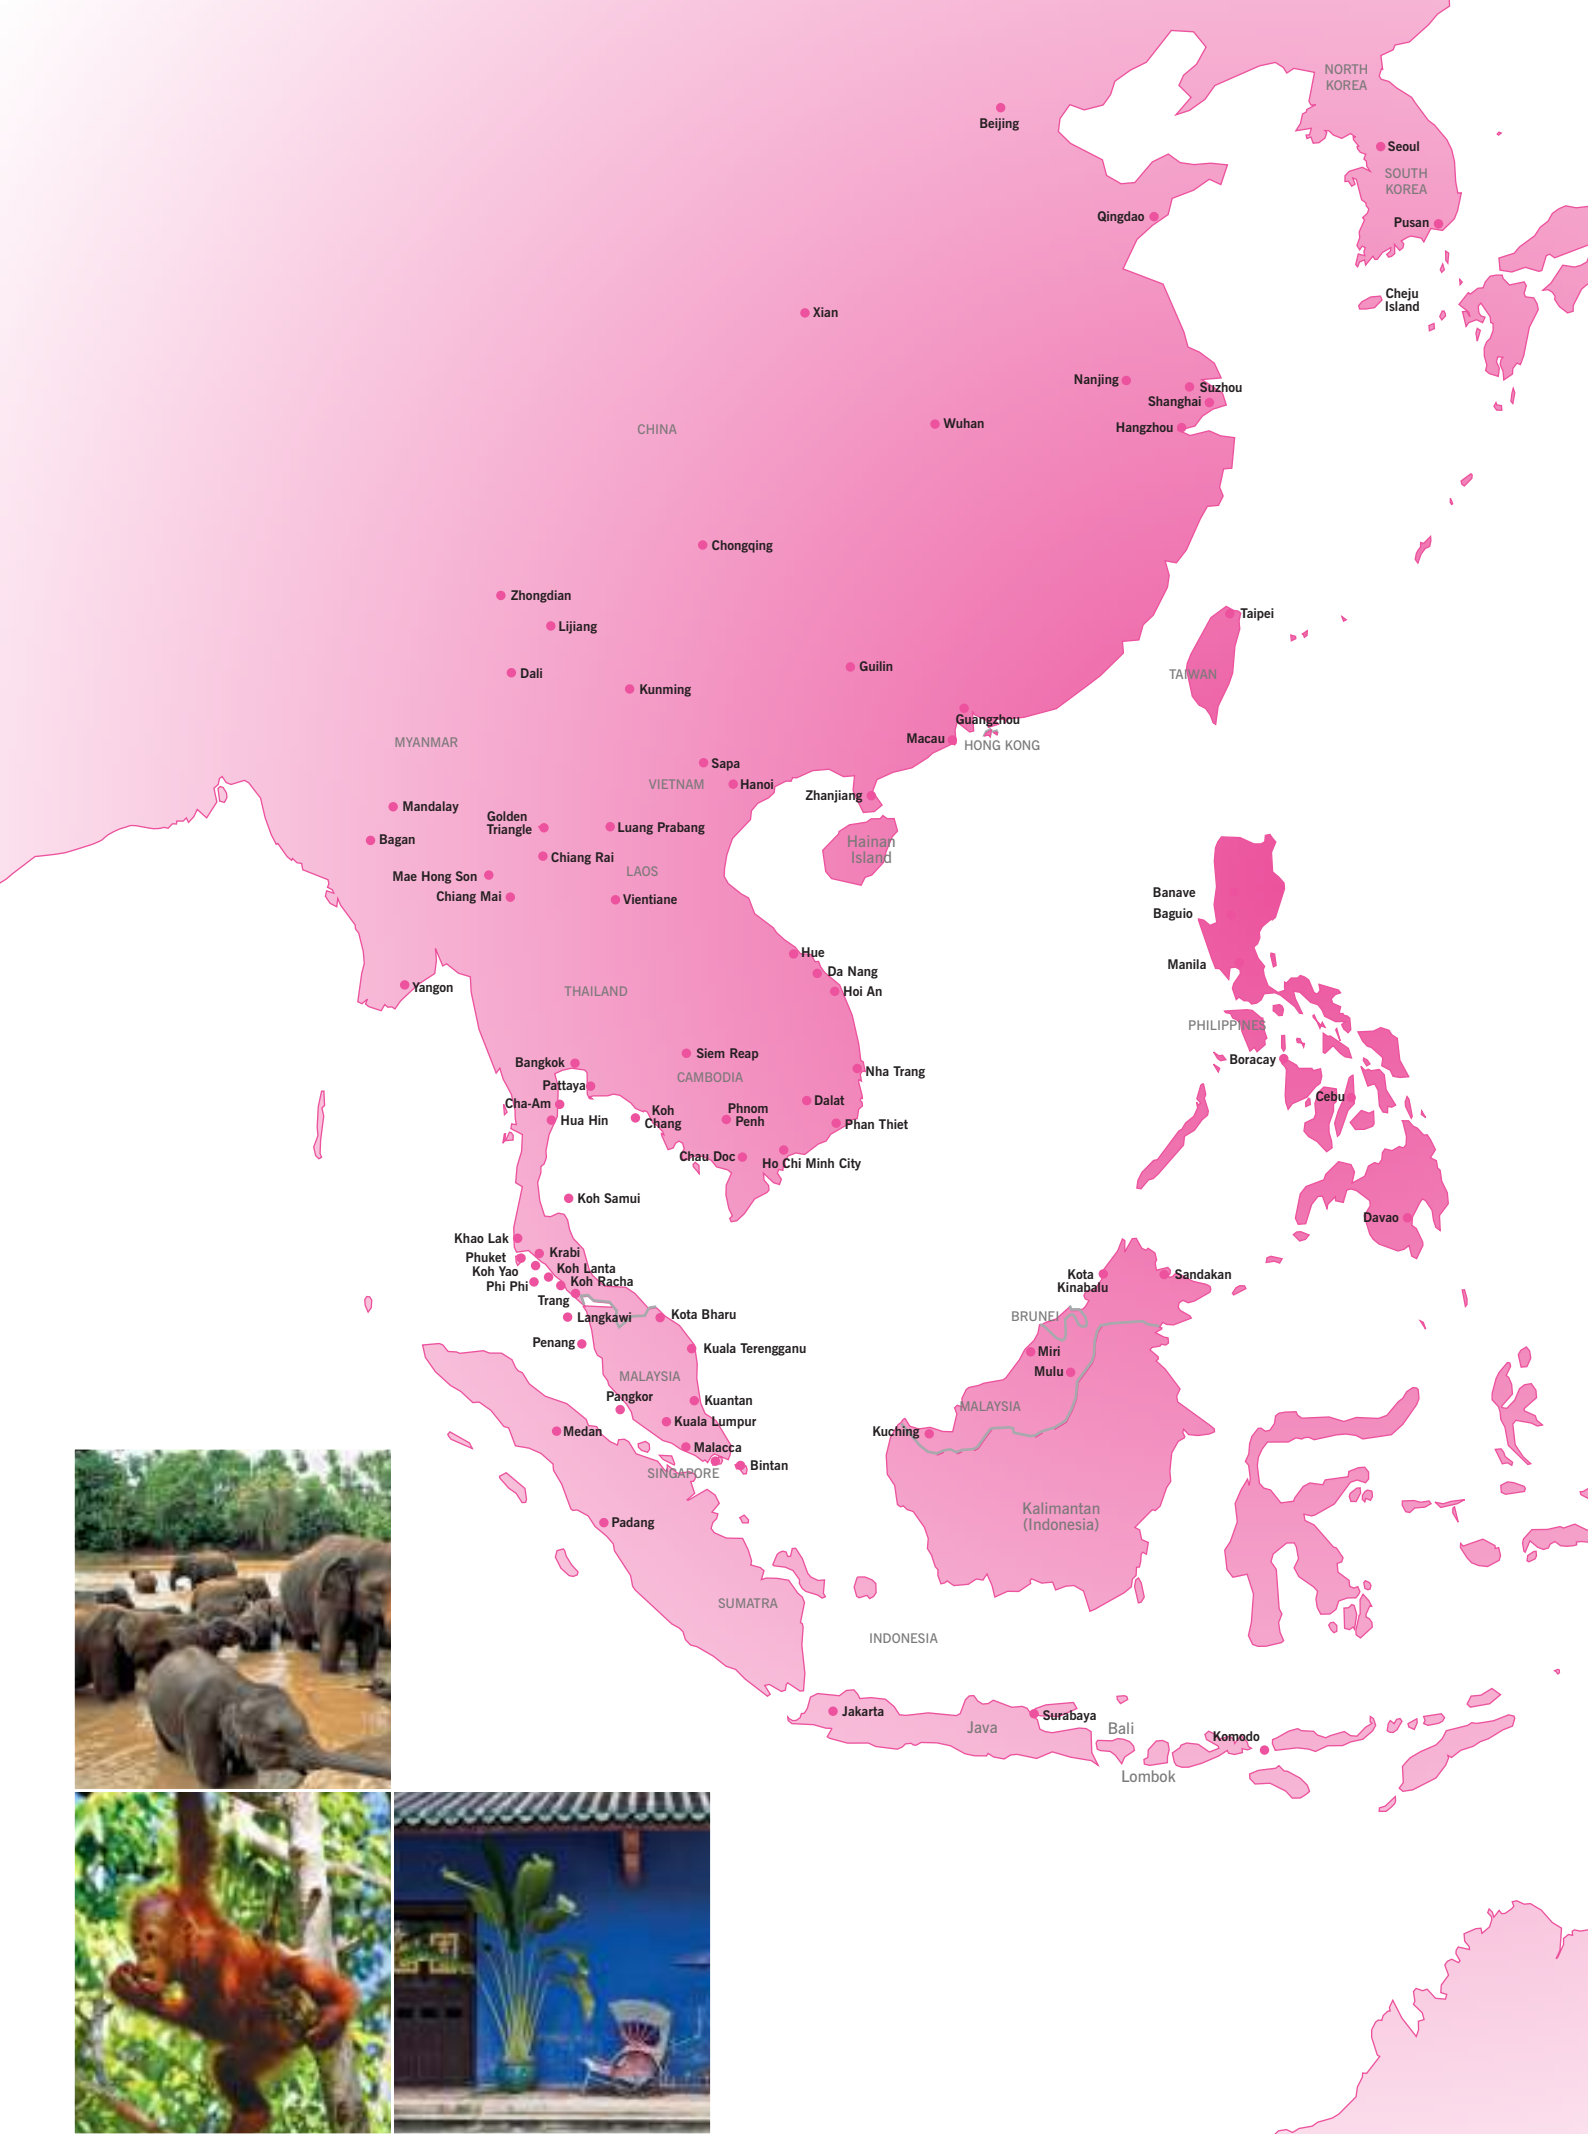 NORTH
KOREA
Beijing
Seoul
SOUTH
KOREA
Qingdao
Pusan
Cheju
Island
Xian
Nanjing
Suzhou
Shanghai
Wuhan
Hangzhou
CHINA
Chongqing
Zhongdian
Lijiang
Taipei
Guilin
Dali
TAIWAN
Kunming
Guangzhou
Macau
HONG KONG
MYANMAR
Sapa
VIETNAM
Hanoi
Zhanjiang
Mandalay
Golden
Triangle
Luang Prabang
Bagan
Hainan
Island
Chiang Rai
LAOS
Mae Hong Son
Chiang Mai
Vientiane
Banave
Baguio
Hue
Manila
Da Nang
Yangon
THAILAND
Hoi An
PHILIPPINES
Siem Reap
Boracay
Bangkok
Nha Trang
CAMBODIA
Pattaya
Cebu
Cha-Am
Dalat
Koh
Chang
Phnom
Penh
Hua Hin
Phan Thiet
Chau Doc
Ho Chi Minh City
Koh Samui
Davao
Khao Lak
Krabi
Phuket
Koh Yao
Koh Lanta
Phi Phi
Koh Racha
Kota
Kinabalu
Sandakan
Trang
Langkawi
Kota Bharu
BRUNEI
Penang
Kuala Terengganu
Miri
Mulu
MALAYSIA
Pangkor
Kuantan
MALAYSIA
Kuala Lumpur
Medan
Kuching
Malacca
Bintan
SINGAPORE
Kalimantan
(Indonesia)
Padang
SUMATRA
INDONESIA
Jakarta
Surabaya
Java
Bali
Komodo
Lombok